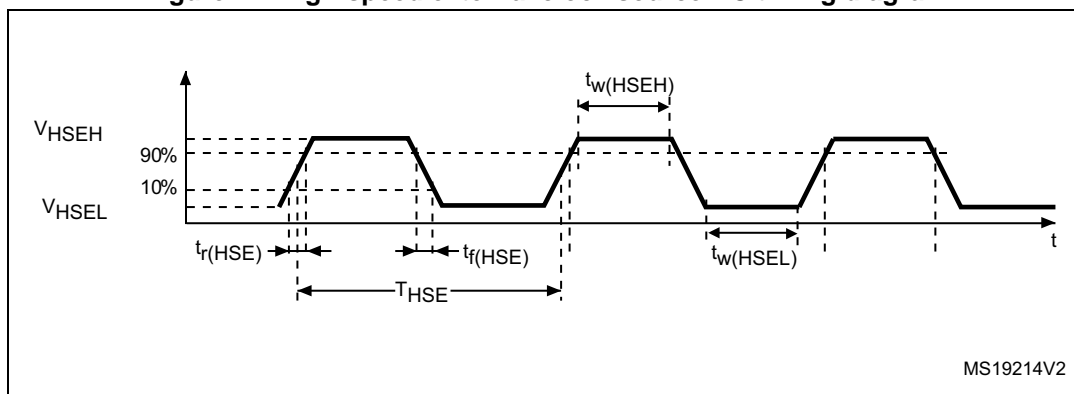 tw(HSEH)
VHSEH
90%
10%
VHSEL
tr(HSE)
tf(HSE)
tw(HSEL)
t
THSE
MS19214V2